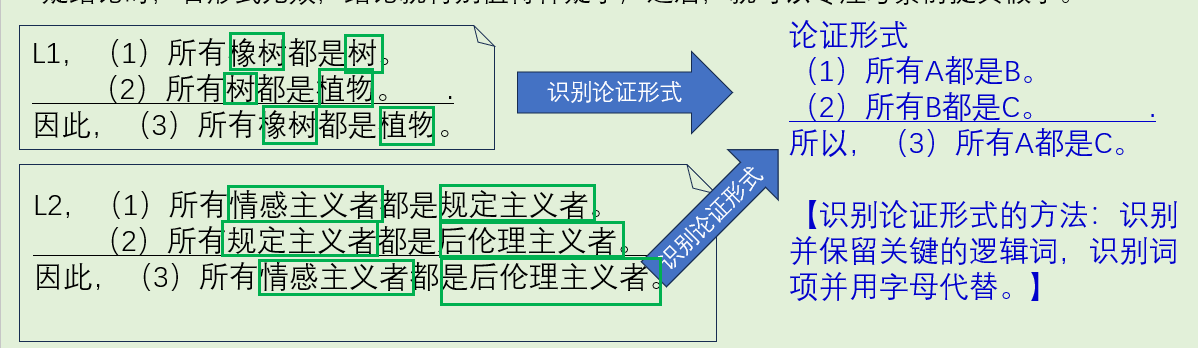 L1，（1）所有橡树都是树。
（2）所有树都是植物。 .
因此，（3）所有橡树都是植物。
识别论证形式
论证形式
（1）所有A都是B。
（2）所有B都是C。 .
所以，（3）所有A都是C。
L2，（1）所有情感主义者都是规定主义者。
（2）所有规定主义者都是后伦理主义者。
因此，（3）所有情感主义者都是后伦理主义者。
识别论证形式
【识别论证形式的方法：识别
并保留关键的逻辑词，识别词
项并用字母代替。】